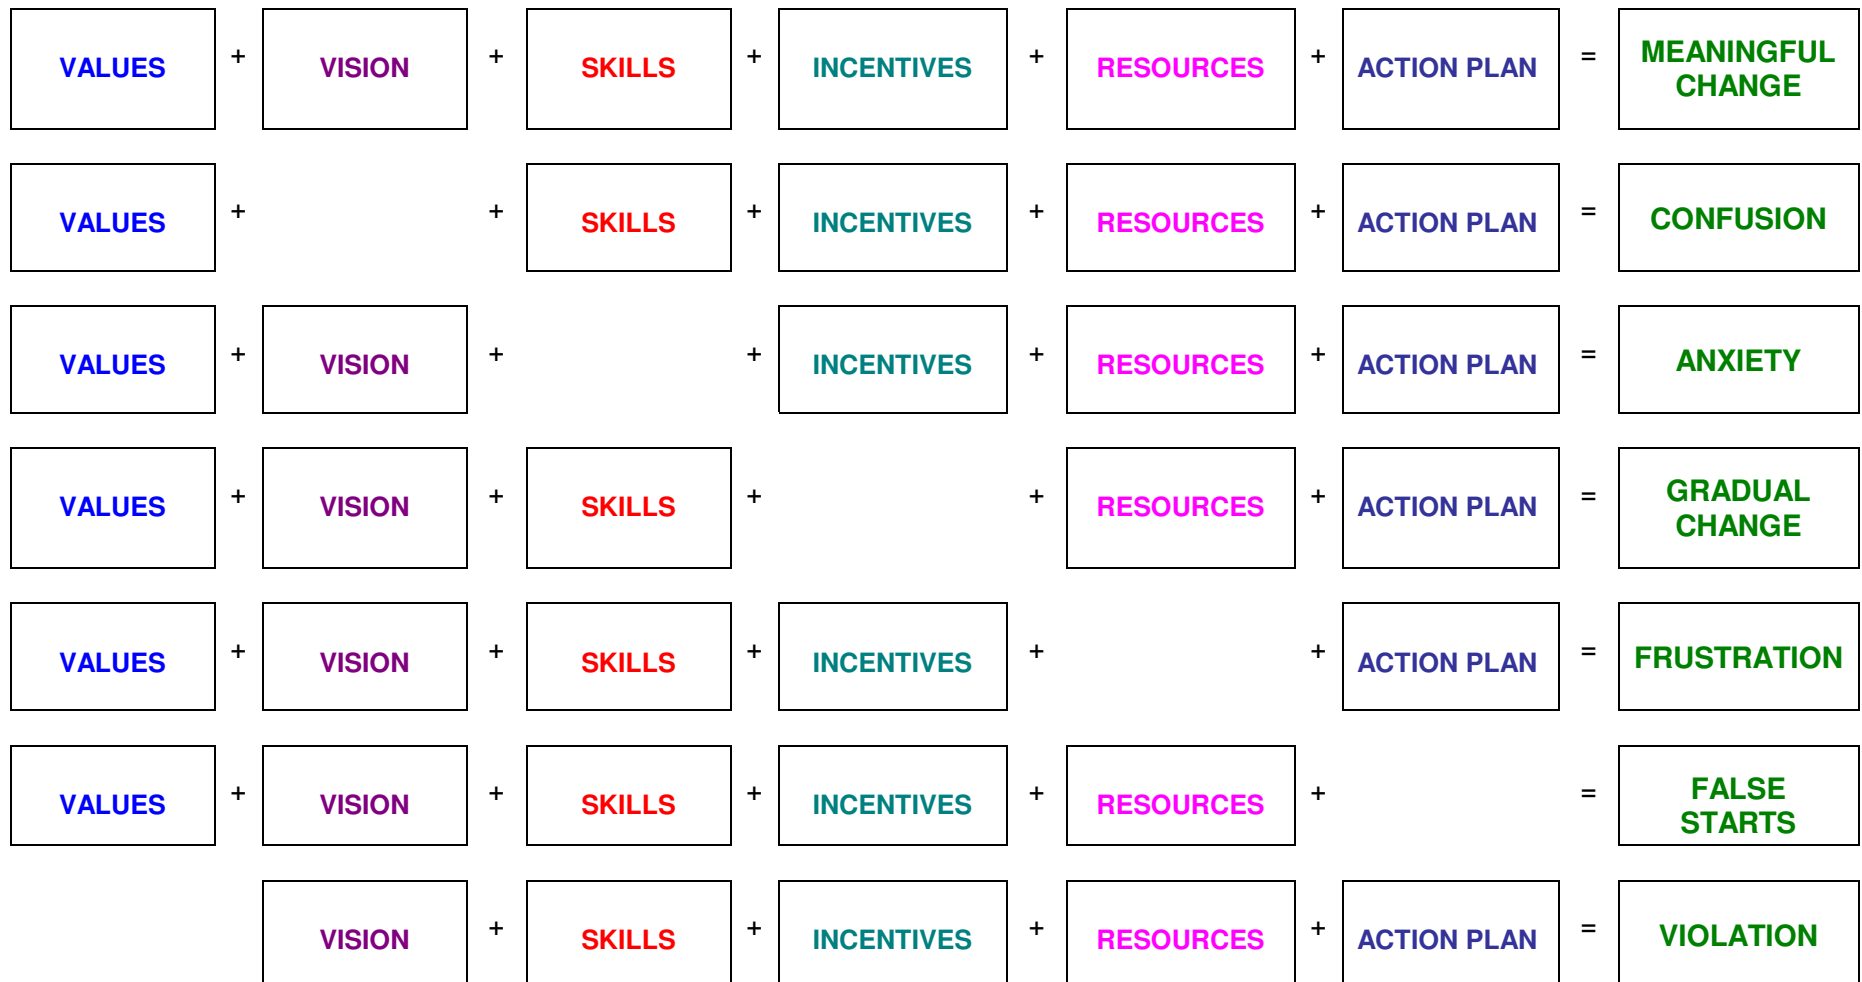 VALUES + VISION + SKILLS + INCENTIVES + RESOURCES + ACTION PLAN = MEANINGFUL
CHANGE
VALUES + + SKILLS + INCENTIVES + RESOURCES + ACTION PLAN = CONFUSION
VALUES + VISION + + INCENTIVES + RESOURCES + ACTION PLAN = ANXIETY
VALUES + VISION + SKILLS + + RESOURCES + ACTION PLAN = GRADUAL
CHANGE
VALUES + VISION + SKILLS + INCENTIVES + + ACTION PLAN = FRUSTRATION
VALUES + VISION + SKILLS + INCENTIVES + RESOURCES + = FALSE
STARTS
VISION + SKILLS + INCENTIVES + RESOURCES + ACTION PLAN = VIOLATION